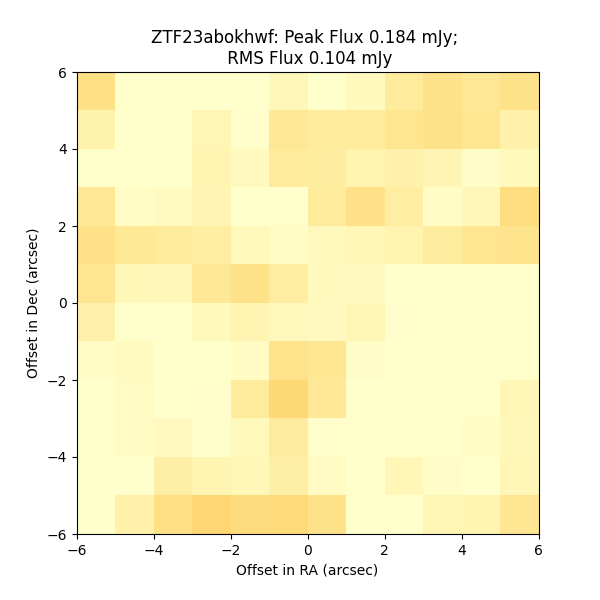 ZTF23abokhwf: Peak Flux 0.184 mJy;
RMS Flux 0.104 mJy
6
4
2
0
−2
−4
−6
Offset in Dec (arcsec)
−6 −4 −2 0 2 4 6
Offset in RA (arcsec)